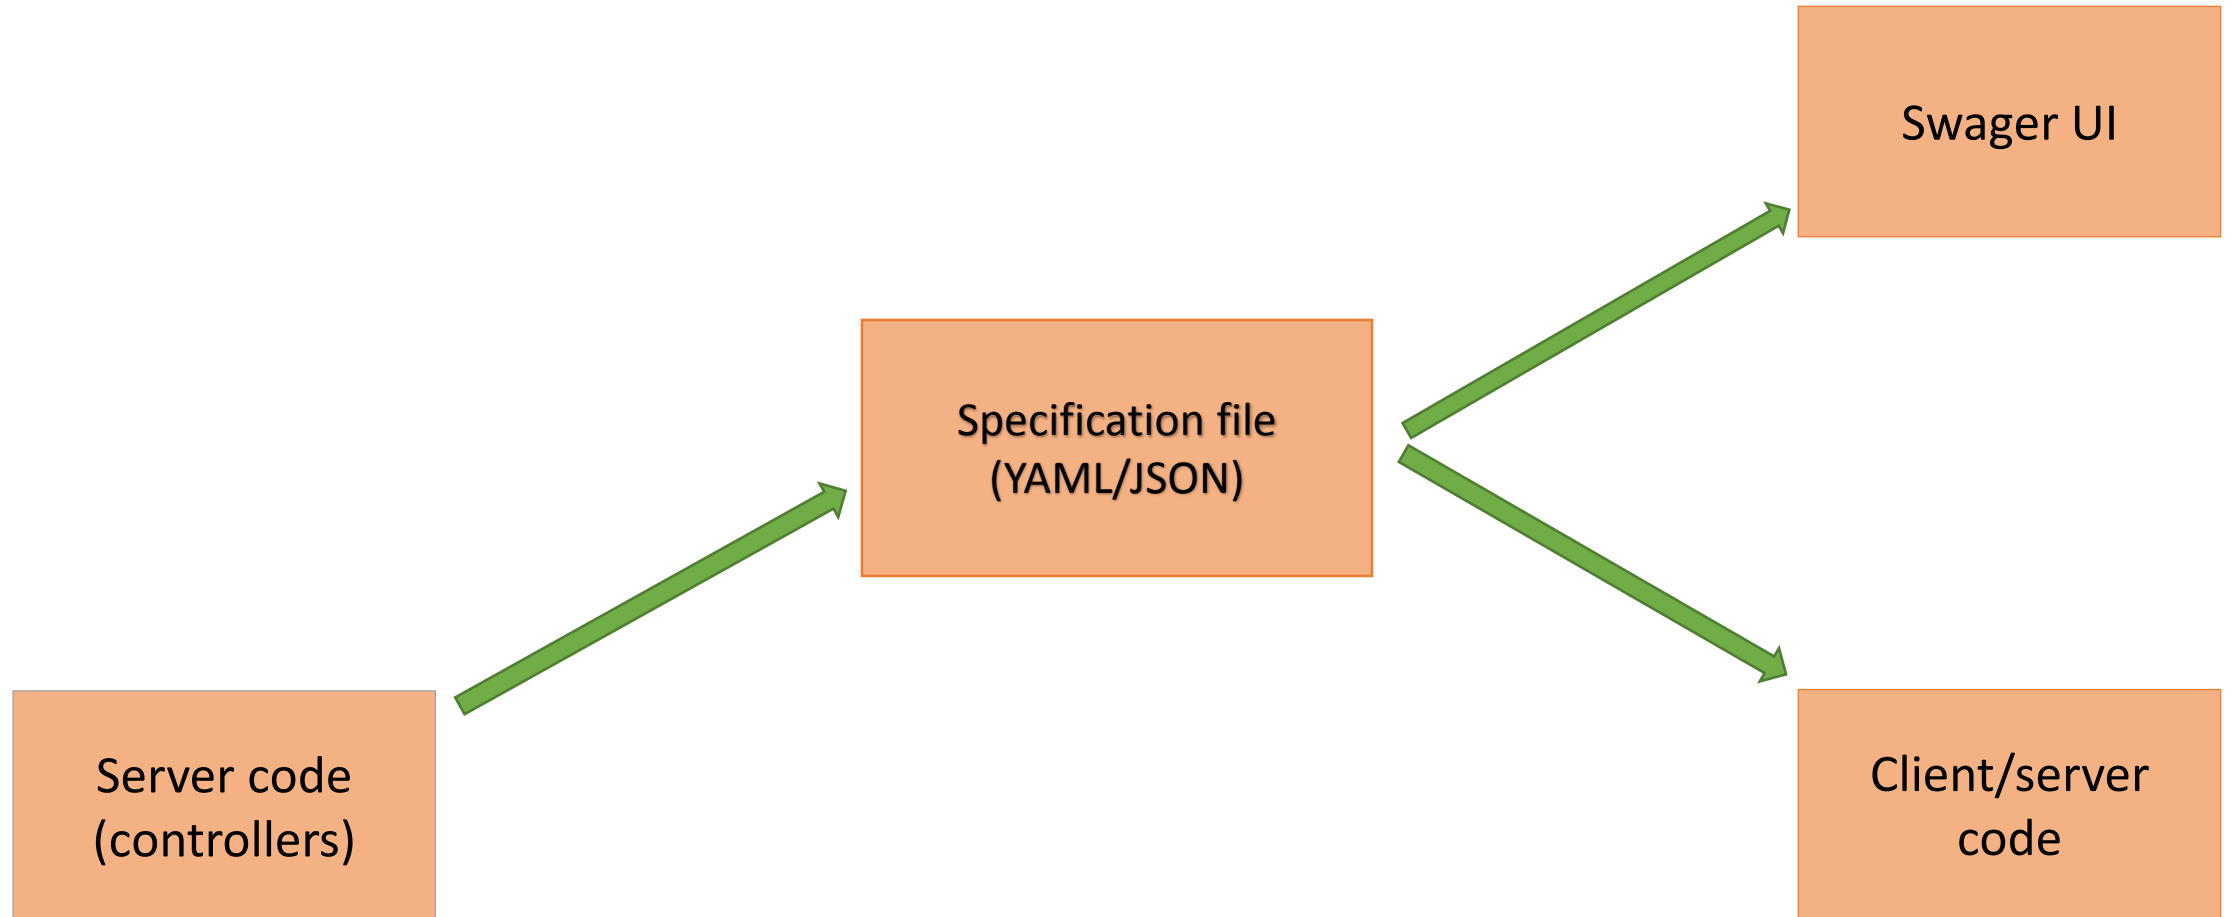 Swager UI
Specification file
(YAML/JSON)
Server code
(controllers)
Client/server
code